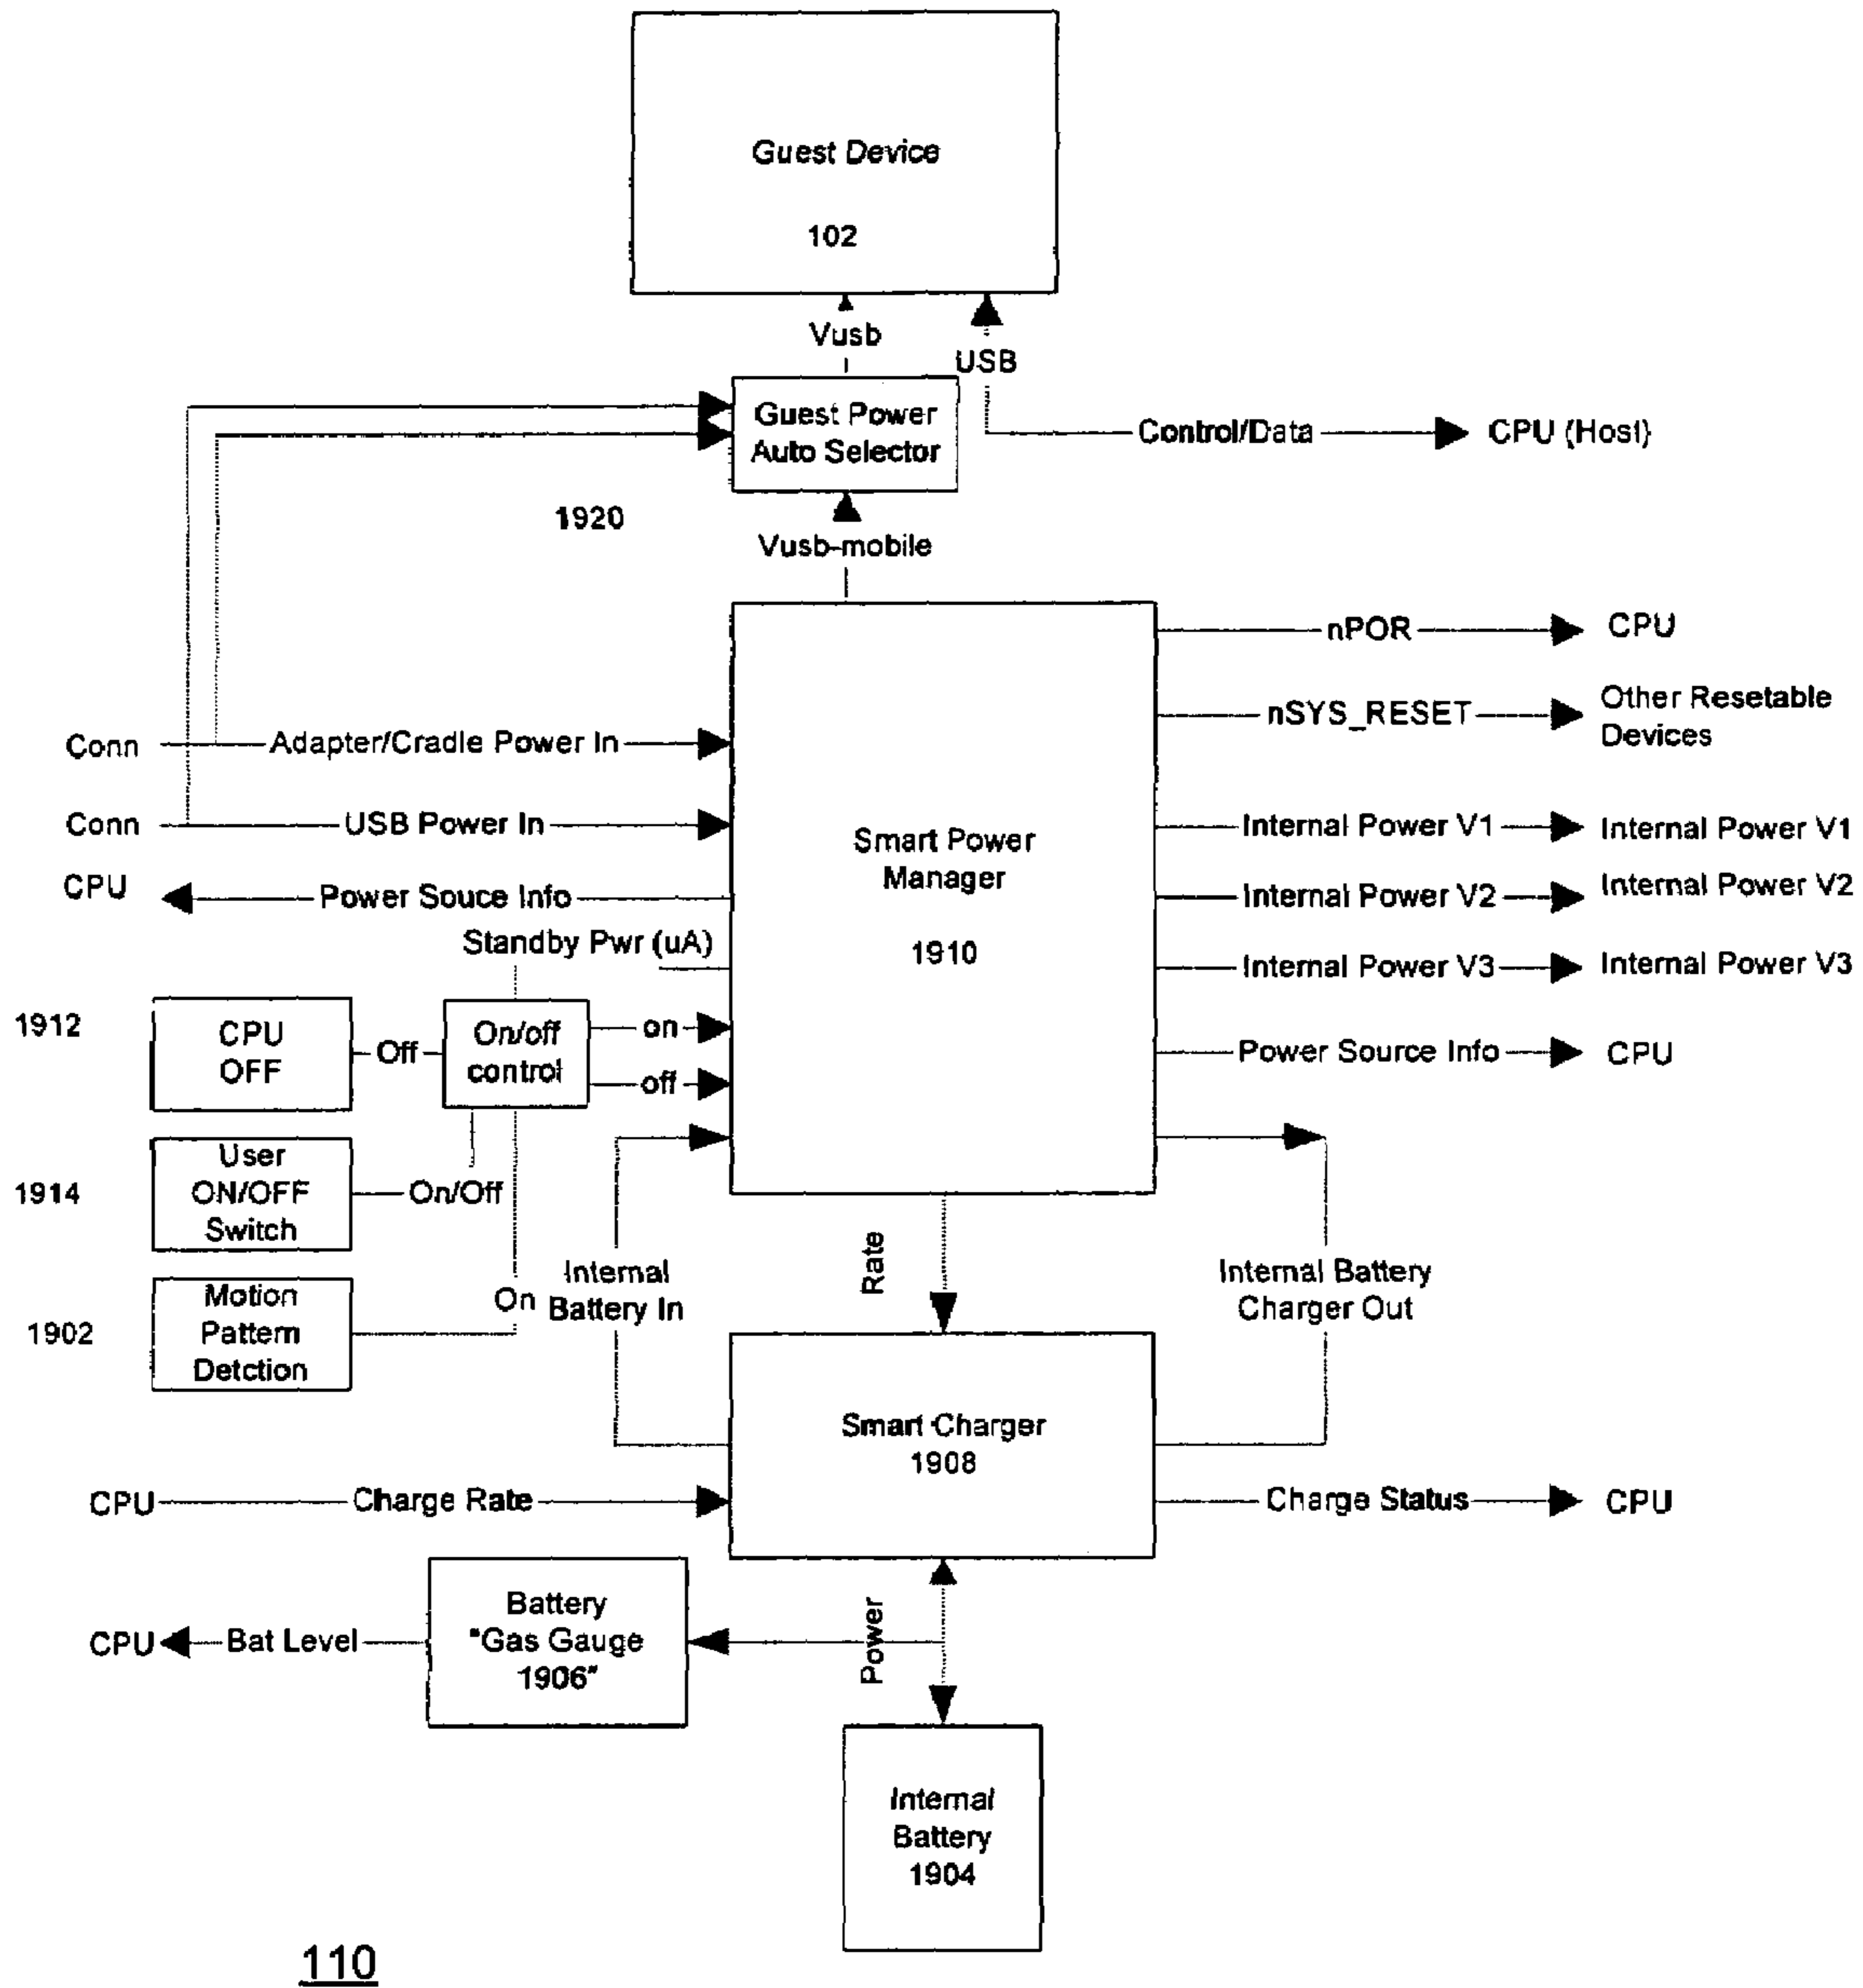 Guest Device
102
Vusb
USB
Guest Power
Auto Selector
Control/Data
CPU (Host)
1920
Vusb-mobile
nPOR
CPU
nSYS_RESET
Other Resetable
Devices
Conn
Adapter/Cradle Power In
Conn
USB Power In
Smart Power
Manager
1910
Internal Power V1
Internal Power V1
CPU
Power Souce Info
Internal Power V2
Internal Power V2
Standby Pwr (uA)
Internal Power V3
Internal Power V3
1912
CPU
OFF
Off
On/off
control
on
off
Power Source Info
CPU
1914
User
ON/OFF
Switch
On/Off
Rate
Internal
Battery In
Internal Battery
Charger Out
1902
Motion
Pattern
Detction
On
Smart Charger
1908
CPU
Charge Rate
Charge Status
CPU
CPU
Bat Level
Battery
"Gas Gauge
1906"
Power
Internal
Battery
1904
110